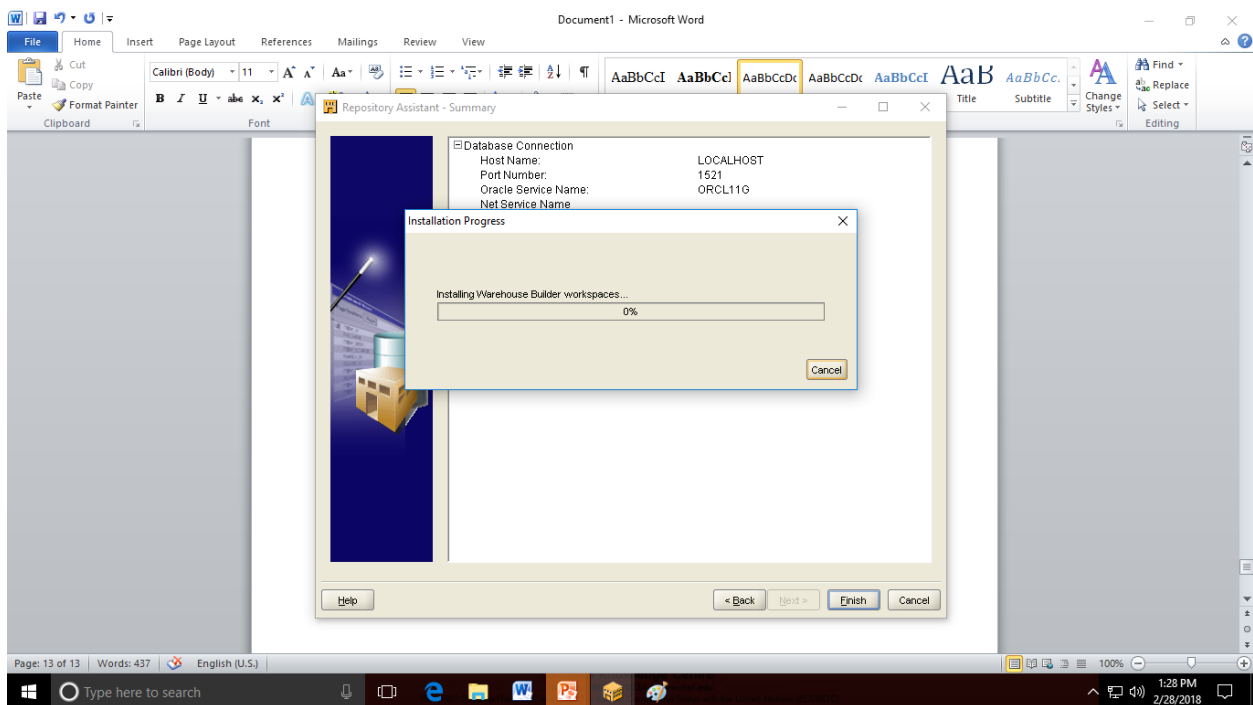 Document1 - Microsoft Word
File Home Insert Page Layout References Mailings Review View
Cut
Copy
Format Painter
Paste
Clipboard
Calibri (Body) 11
Font
AaBbCcI AaBbCcI AaBbCcDc AaBbCcDc AaBbCcI AaB AaBbCc.
Title Subtitle
Change Styles
Find
Replace
Select
Editing
Repository Assistant - Summary
Database Connection
Host Name: LOCALHOST
Port Number: 1521
Oracle Service Name: ORCL11G
Net Service Name
Installation Progress
Installing Warehouse Builder workspaces...
0%
Cancel
Help < Back Next > Finish Cancel
Page: 13 of 13 Words: 437 English (U.S.) 100%
Type here to search
1:28 PM
2/28/2018